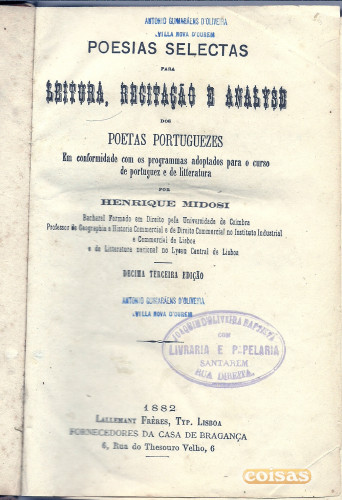 ANTONIO GUIMARÃENS D'OLIVEIRA
VILLA NOVA D'OUREM
POESIAS SELECTAS
PARA
LEITURA, RECITAÇÃO E ANALYSE
DOS
POETAS PORTUGUEZES
Em conformidade com os programmas adoptados para o curso
de portuguez e de litteratura
POR
HENRIQUE MIDOSI
Bacharel Formado em Direito pela Universidade de Coimbra
Professor de Geographia e Historia Commercial e de Direito Commercial no Instituto Industrial
e Commercial de Lisboa
e de Litteratura nacional no Lyceu Central de Lisboa
DECIMA TERCEIRA EDIÇÃO
ANTONIO GUIMARÃENS D'OLIVEIRA
VILLA NOVA D'OUREM
JOAQUIM D'OLIVEIRA BAPTISTA
COM
LIVRARIA E PAPELARIA
SANTAREM
RUA DIREITA
1882
LALLEMANT FRÈRES, TYP. LISBOA
FORNECEDORES DA CASA DE BRAGANÇA
6, Rua do Thesouro Velho, 6
coisas